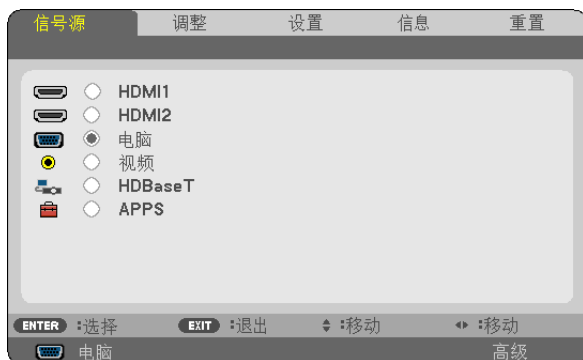 信号源 调整 设置 信息 重置
HDMI1
HDMI2
电脑
视频
HDBaseT
APPS
ENTER :选择 EXIT :退出 :移动 :移动
电脑 高级